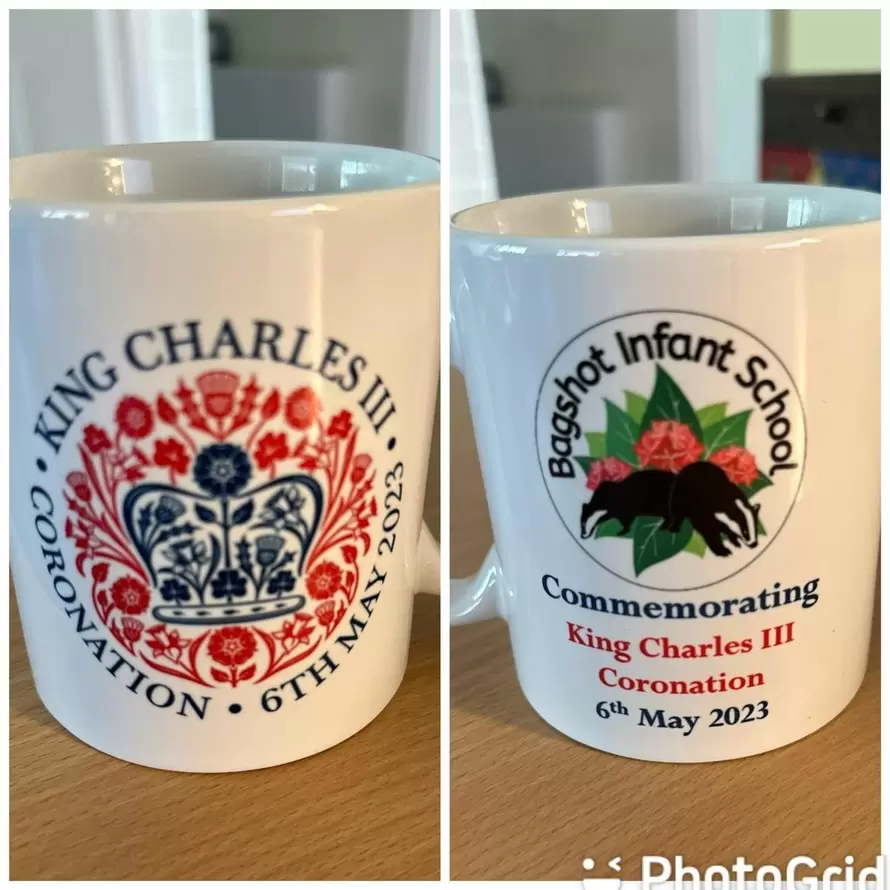 • KING CHARLES III •
CORONATION • 6TH MAY 2023
Bagshot Infant School
Commemorating
King Charles III
Coronation
6th May 2023
PhotoGrid